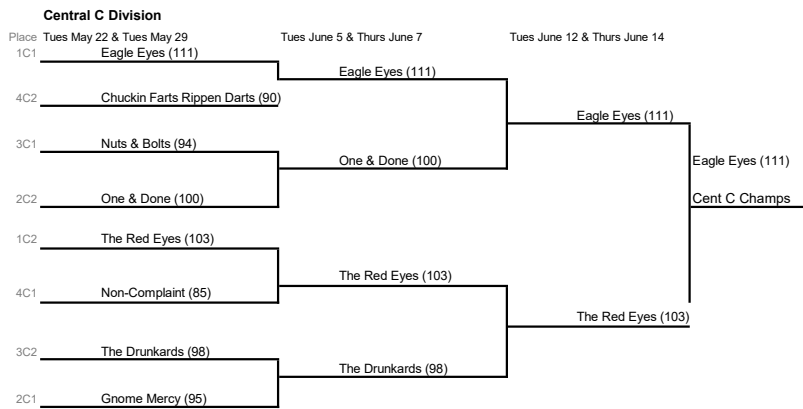 Central C Division
Place Tues May 22 & Tues May 29 Tues June 5 & Thurs June 7 Tues June 12 & Thurs June 14
1C1 Eagle Eyes (111)
Eagle Eyes (111)
4C2 Chuckin Farts Rippen Darts (90)
Eagle Eyes (111)
3C1 Nuts & Bolts (94)
One & Done (100) Eagle Eyes (111)
2C2 One & Done (100) Cent C Champs
1C2 The Red Eyes (103)
The Red Eyes (103)
4C1 Non-Complaint (85)
The Red Eyes (103)
3C2 The Drunkards (98)
The Drunkards (98)
2C1 Gnome Mercy (95)